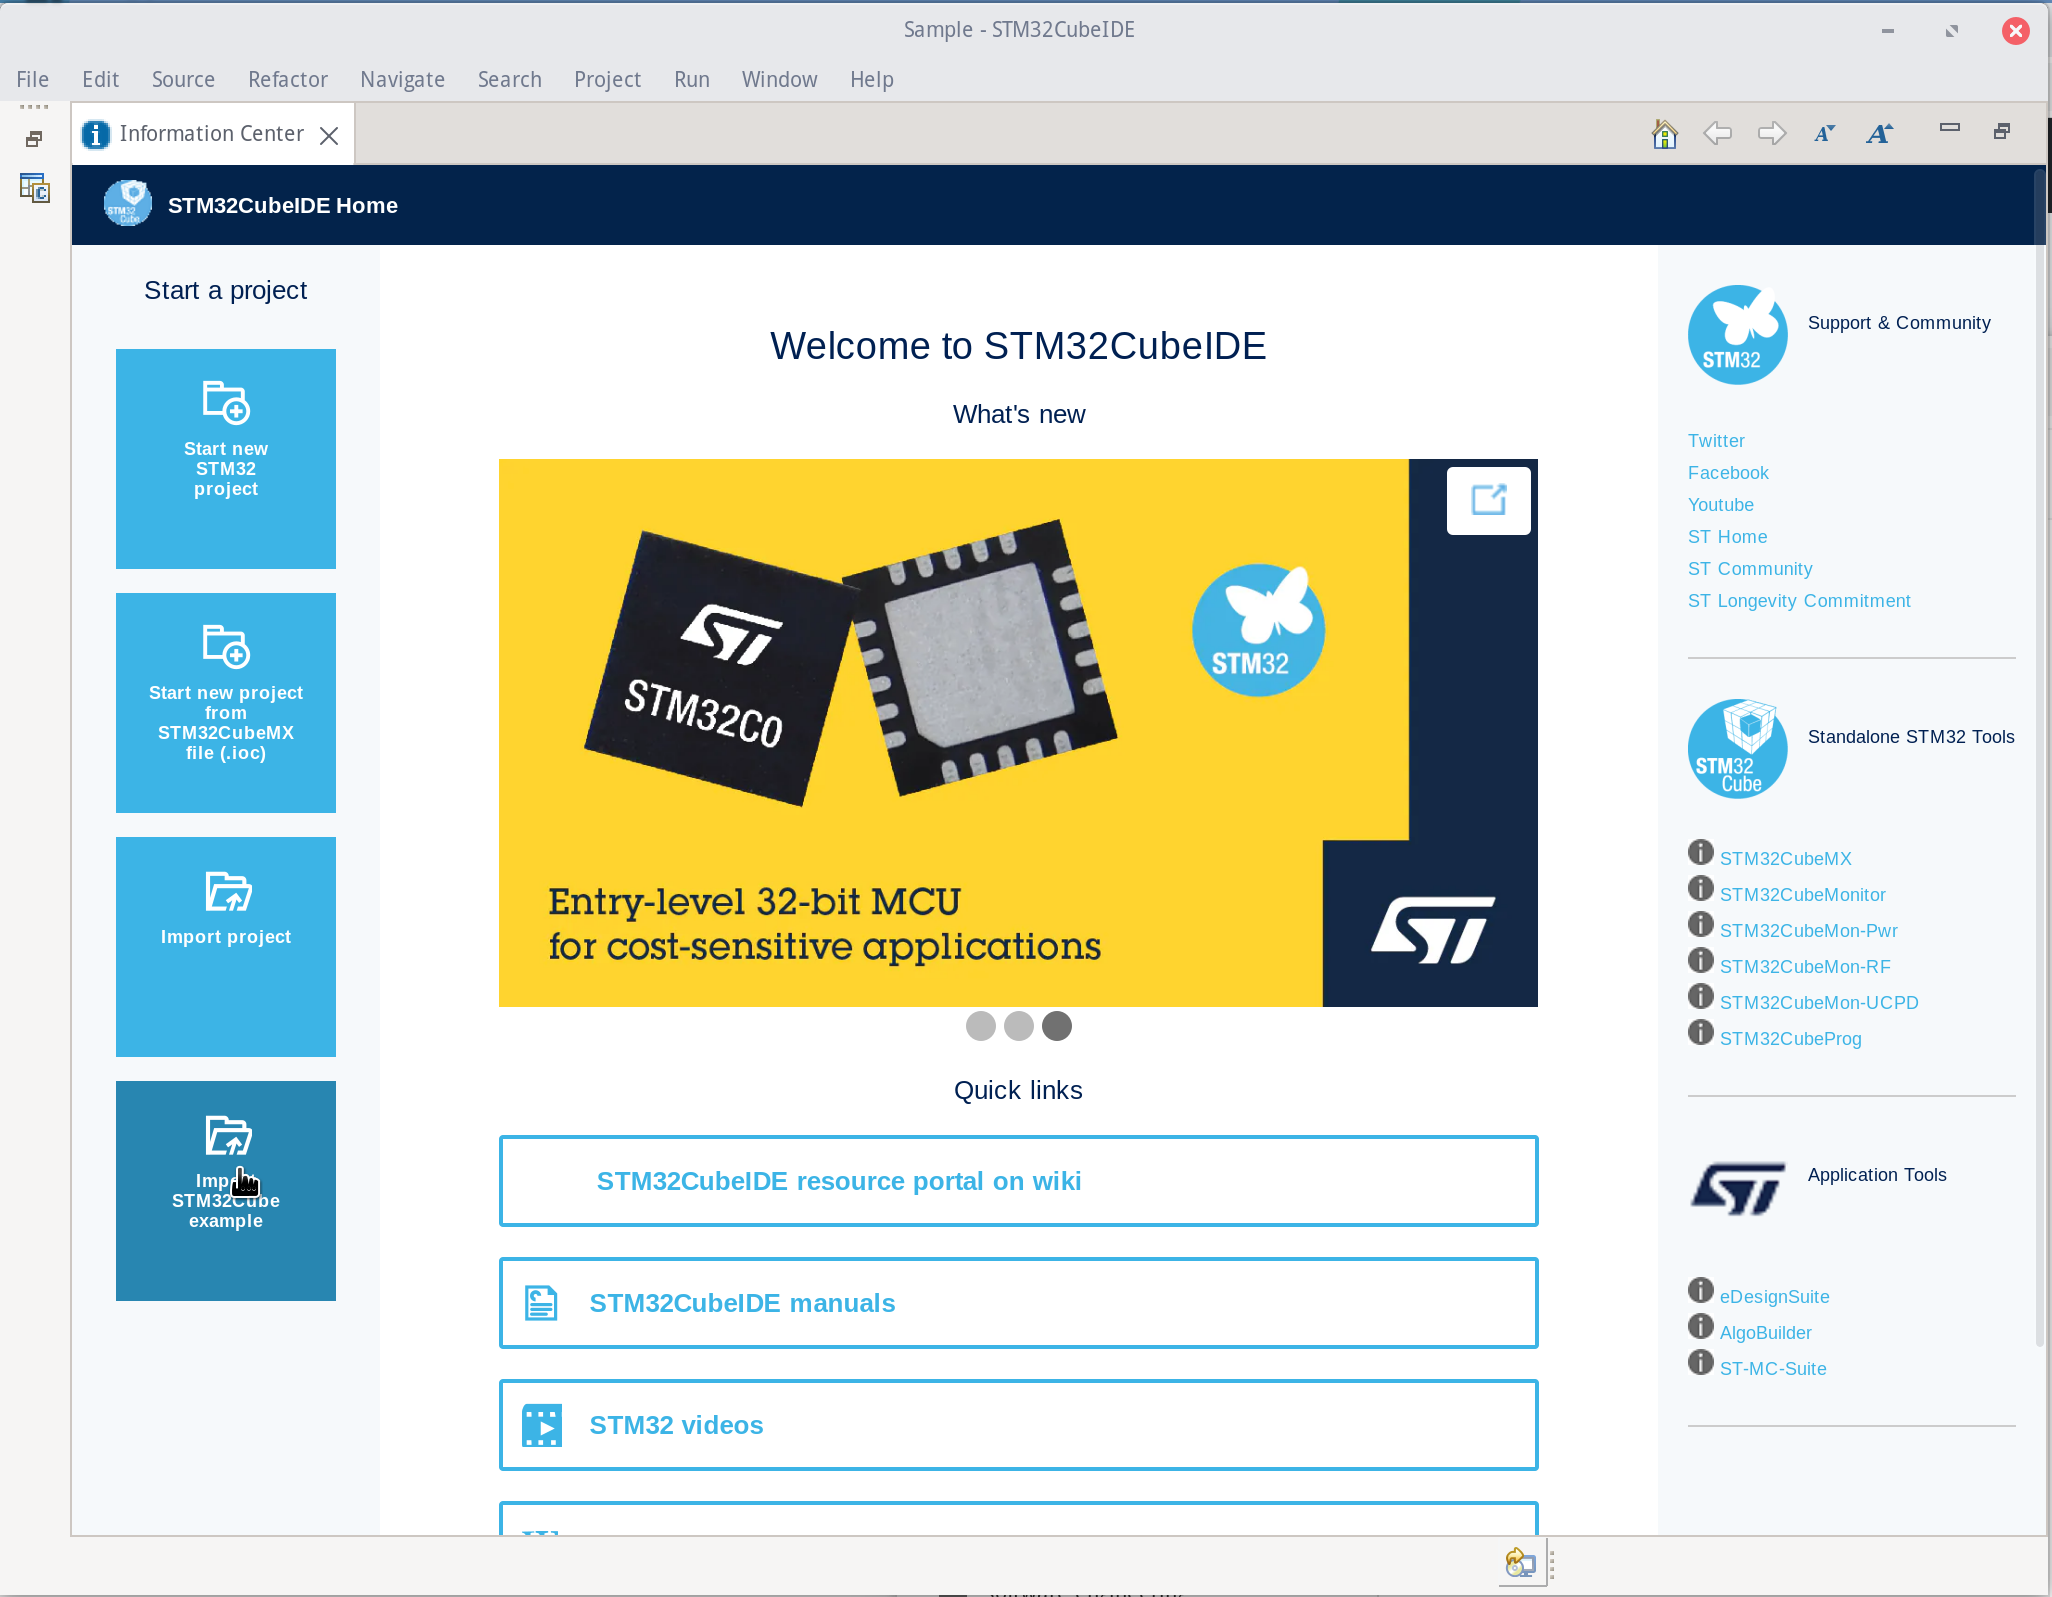 Sample - STM32CubeIDE
File Edit Source Refactor Navigate Search Project Run Window Help
Information Center
STM32CubeIDE Home
Start a project
Start new
STM32
project
Start new project
from
STM32CubeMX
file (.ioc)
Import project
STM32Cube
example
Welcome to STM32CubeIDE
What's new
ST
STM32C0
STM32
Entry-level 32-bit MCU
for cost-sensitive applications
ST
Quick links
STM32CubeIDE resource portal on wiki
STM32CubeIDE manuals
STM32 videos
STM32
Support & Community
Twitter
Facebook
Youtube
ST Home
ST Community
ST Longevity Commitment
STM32
Cube
Standalone STM32 Tools
STM32CubeMX
STM32CubeMonitor
STM32CubeMon-Pwr
STM32CubeMon-RF
STM32CubeMon-UCPD
STM32CubeProg
ST
Application Tools
eDesignSuite
AlgoBuilder
ST-MC-Suite